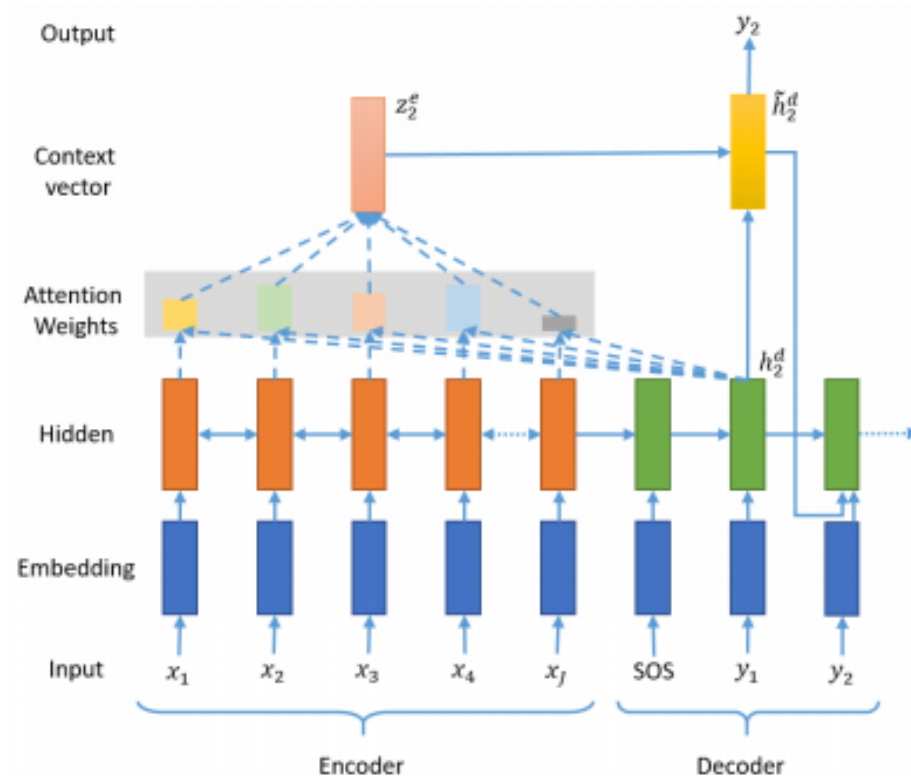 Output
y₂
z₂ᵉ
h̃₂ᵈ
Context
vector
Attention
Weights
h₂ᵈ
Hidden
Embedding
Input x₁ x₂ x₃ x₄ x_J SOS y₁ y₂
Encoder Decoder